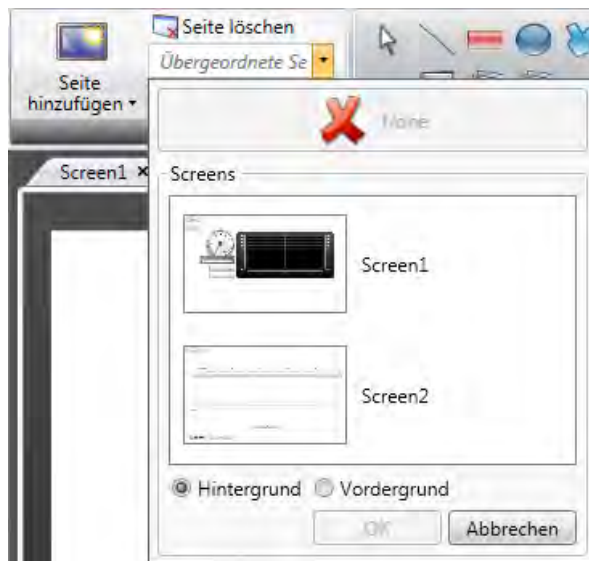 Seite löschen
Übergeordnete Se
Seite
hinzufügen
None
Screen1
Screens
Screen1
Screen2
Hintergrund
Vordergrund
OK
Abbrechen